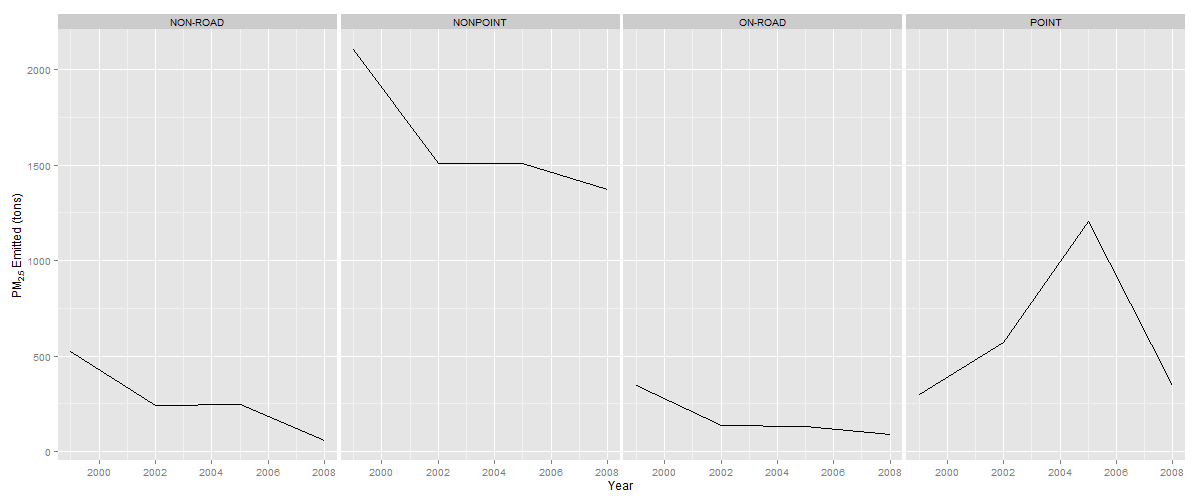 NON-ROAD NONPOINT ON-ROAD POINT
PM2.5 Emitted (tons)
2000
1500
1000
500
0
2000 2002 2004 2006 2008 2000 2002 2004 2006 2008 2000 2002 2004 2006 2008 2000 2002 2004 2006 2008
Year